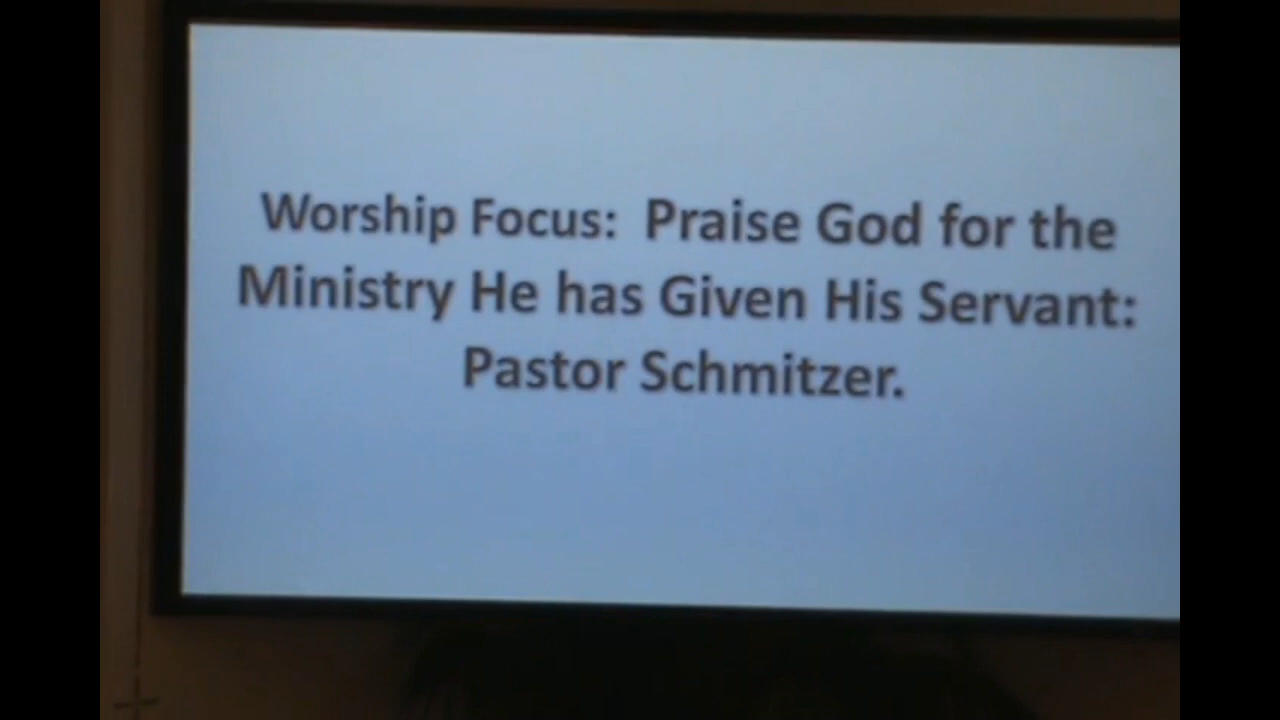 Worship Focus:  Praise God for the
Ministry He has Given His Servant:
Pastor Schmitzer.